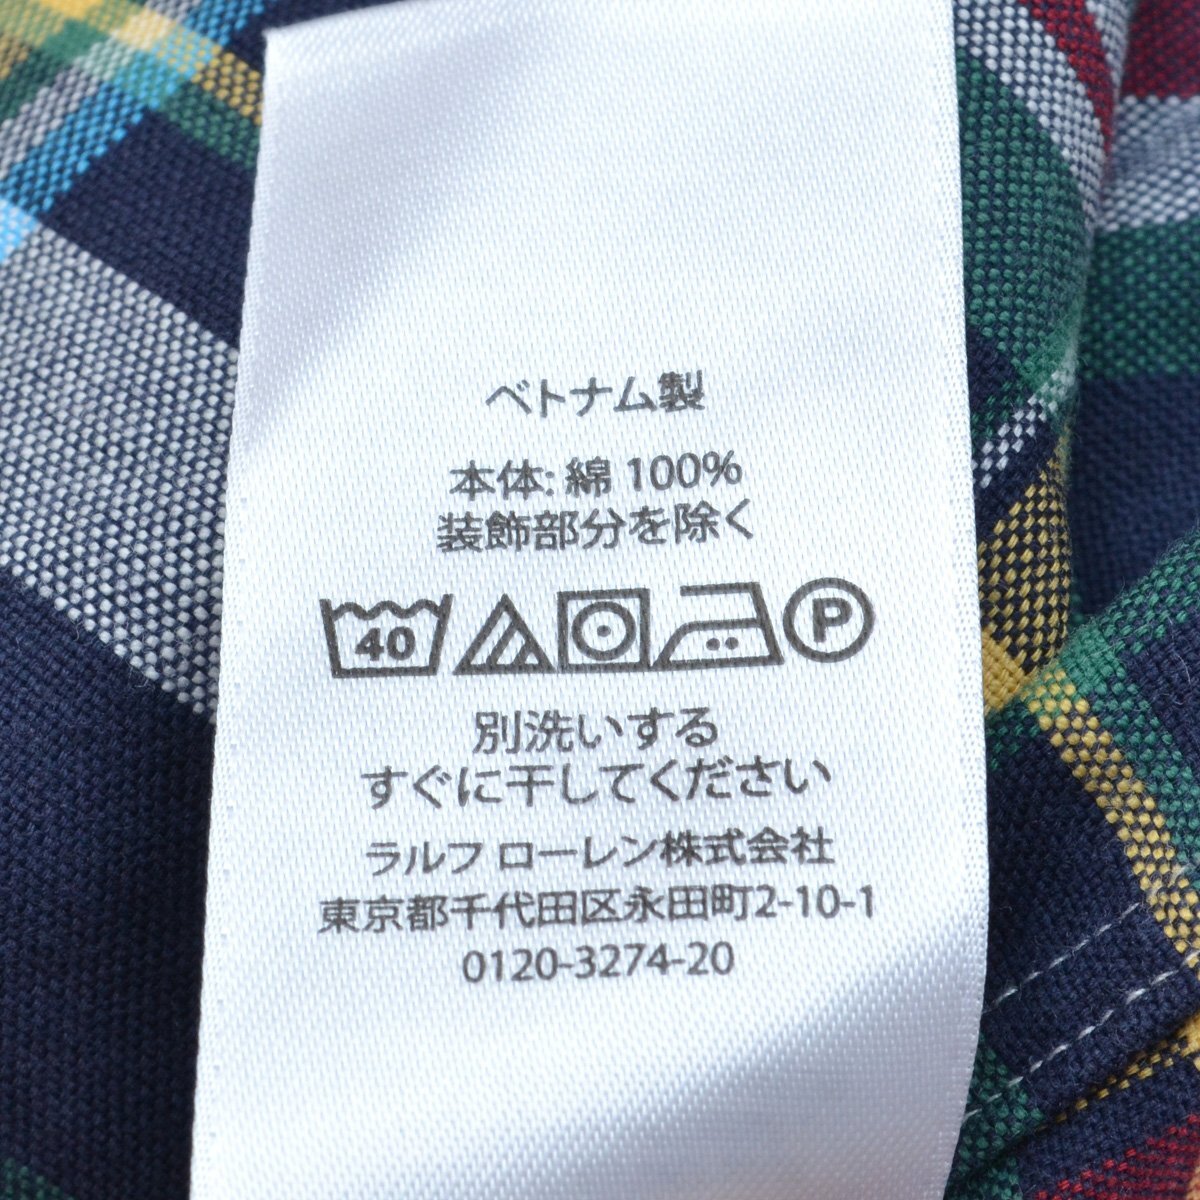 ベトナム製
本体: 綿 100%
装飾部分を除く
40 P
別洗いする
すぐに干してください
ラルフ ローレン株式会社
東京都千代田区永田町2-10-1
0120-3274-20